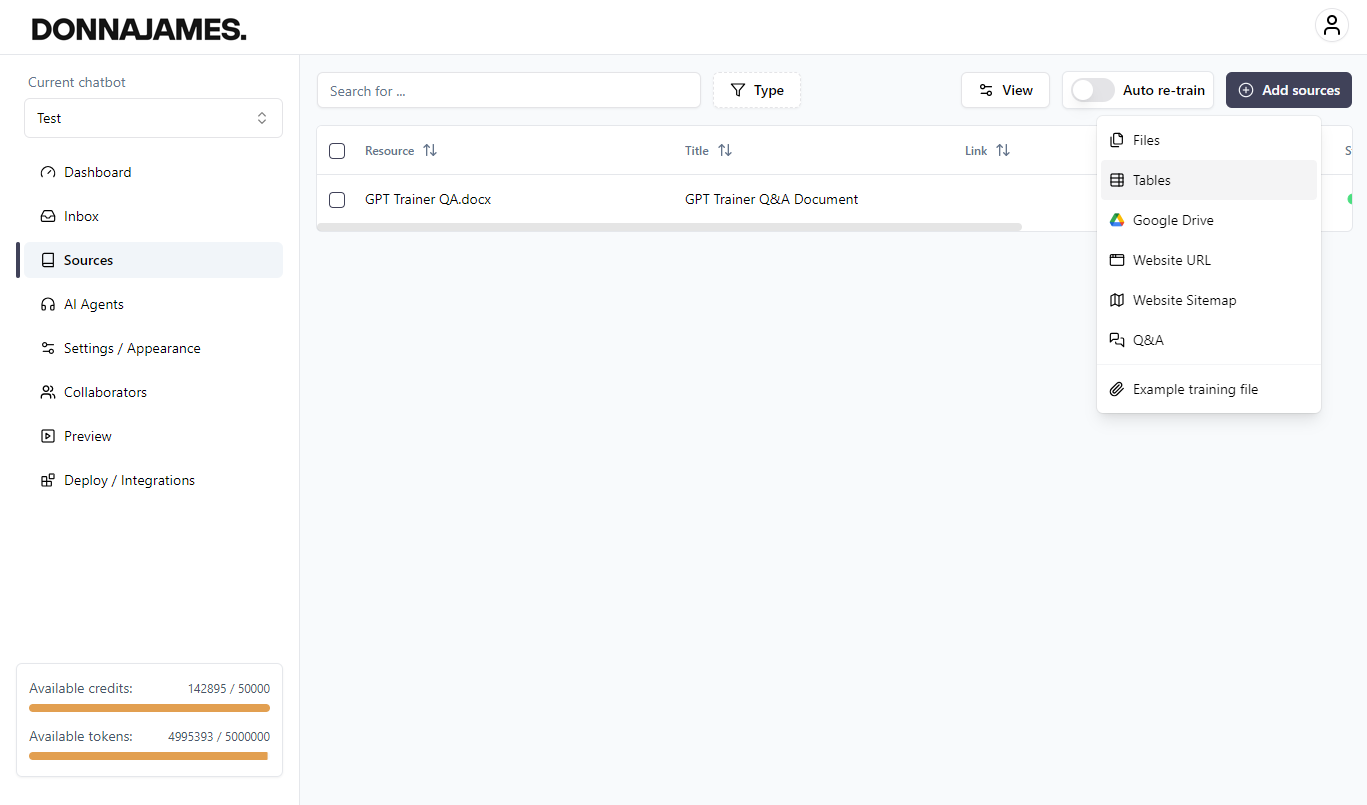 DONNAJAMES.
Current chatbot
Test
Dashboard
Inbox
Sources
AI Agents
Settings / Appearance
Collaborators
Preview
Deploy / Integrations
Available credits: 142895 / 50000
Available tokens: 4995393 / 5000000
Search for ... Type View Auto re-train Add sources
Resource Title Link S
GPT Trainer QA.docx GPT Trainer Q&A Document
Files
Tables
Google Drive
Website URL
Website Sitemap
Q&A
Example training file